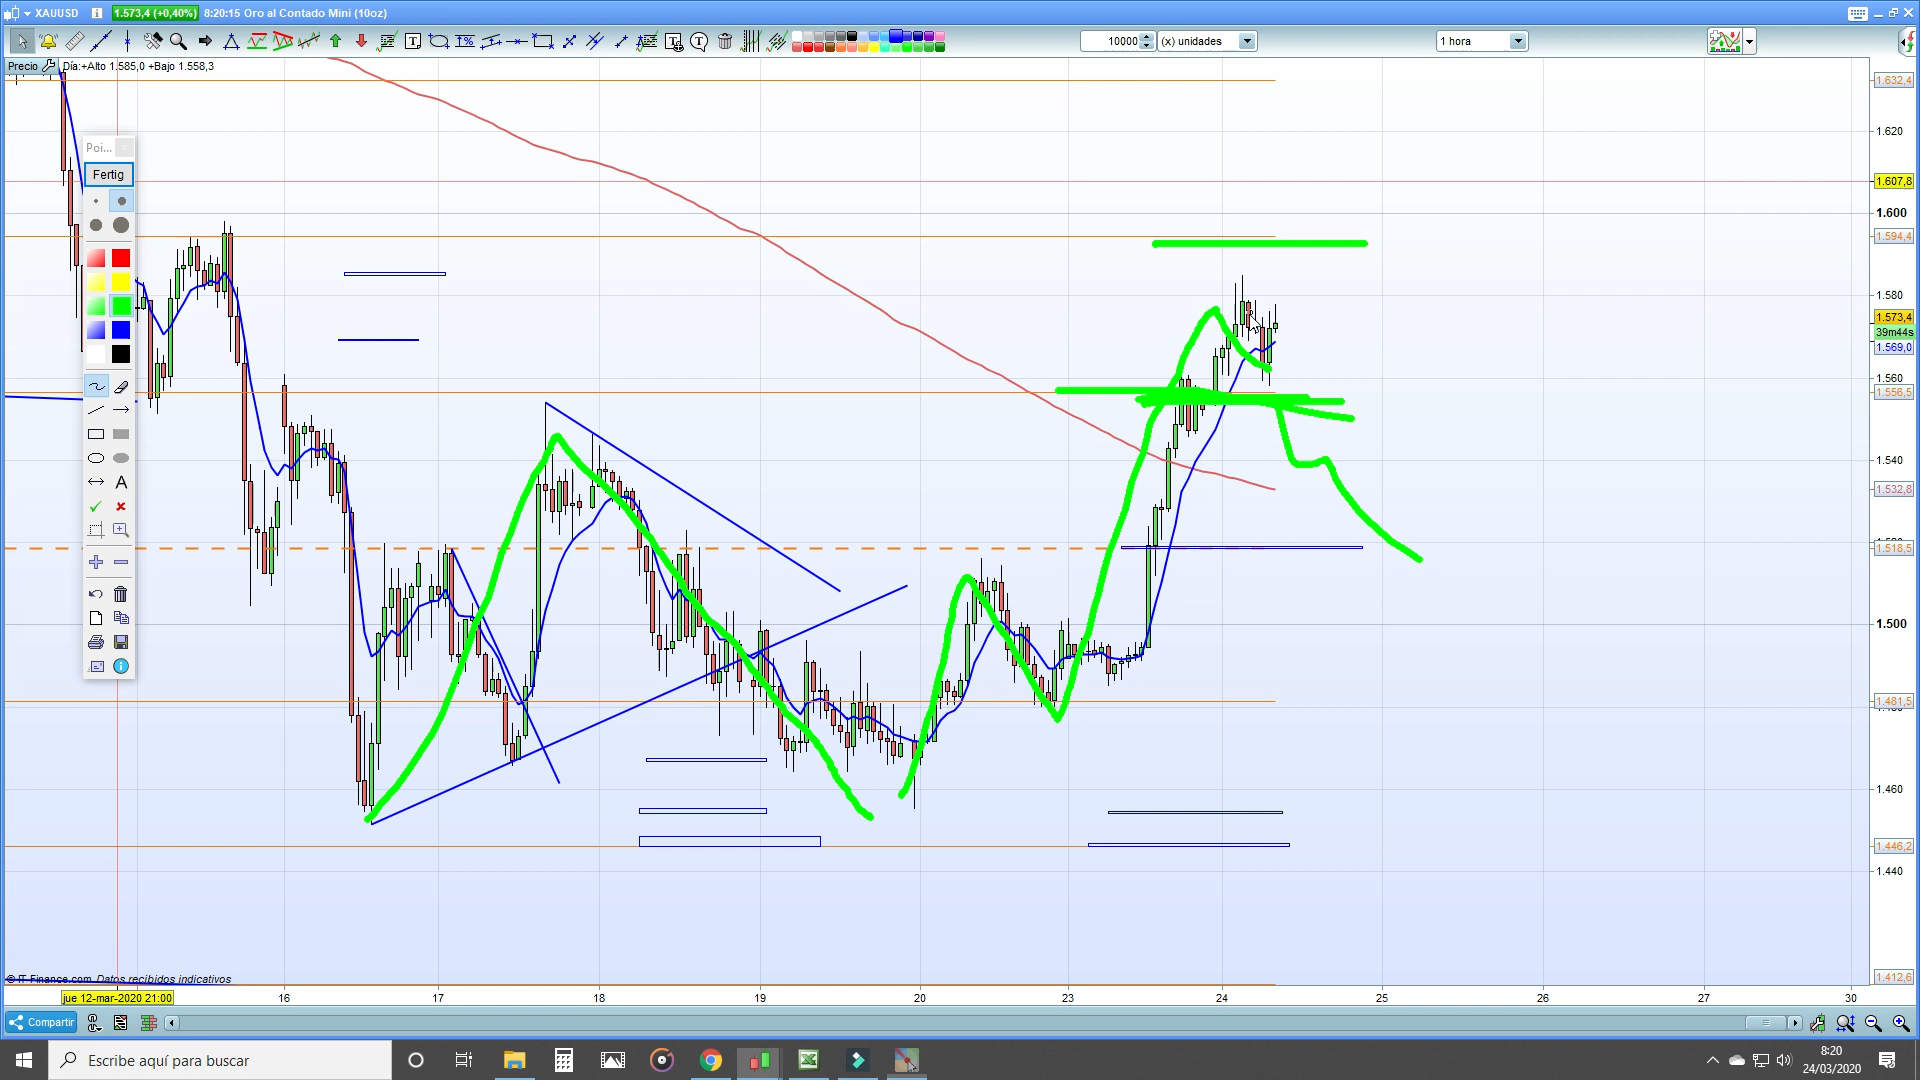 XAUUSD
1.573,4 (+0,40%)
8:20:15 Oro al Contado Mini (10oz)
10000
(x) unidades
1 hora
Precio
Día:+Alto 1.585,0 +Bajo 1.558,3
Poi...
Fertig
1.632,4
1.620
1.607,8
1.600
1.594,4
1.580
1.573,4
39m44s
1.569,0
1.560
1.556,5
1.540
1.532,8
1.518,5
1.500
1.481,5
1.460
1.446,2
1.440
1.412,6
© IT-Finance.com Datos recibidos indicativos
jue 12-mar-2020 21:00
16
17
18
19
20
23
24
25
26
27
30
Compartir
Escribe aquí para buscar
8:20
24/03/2020